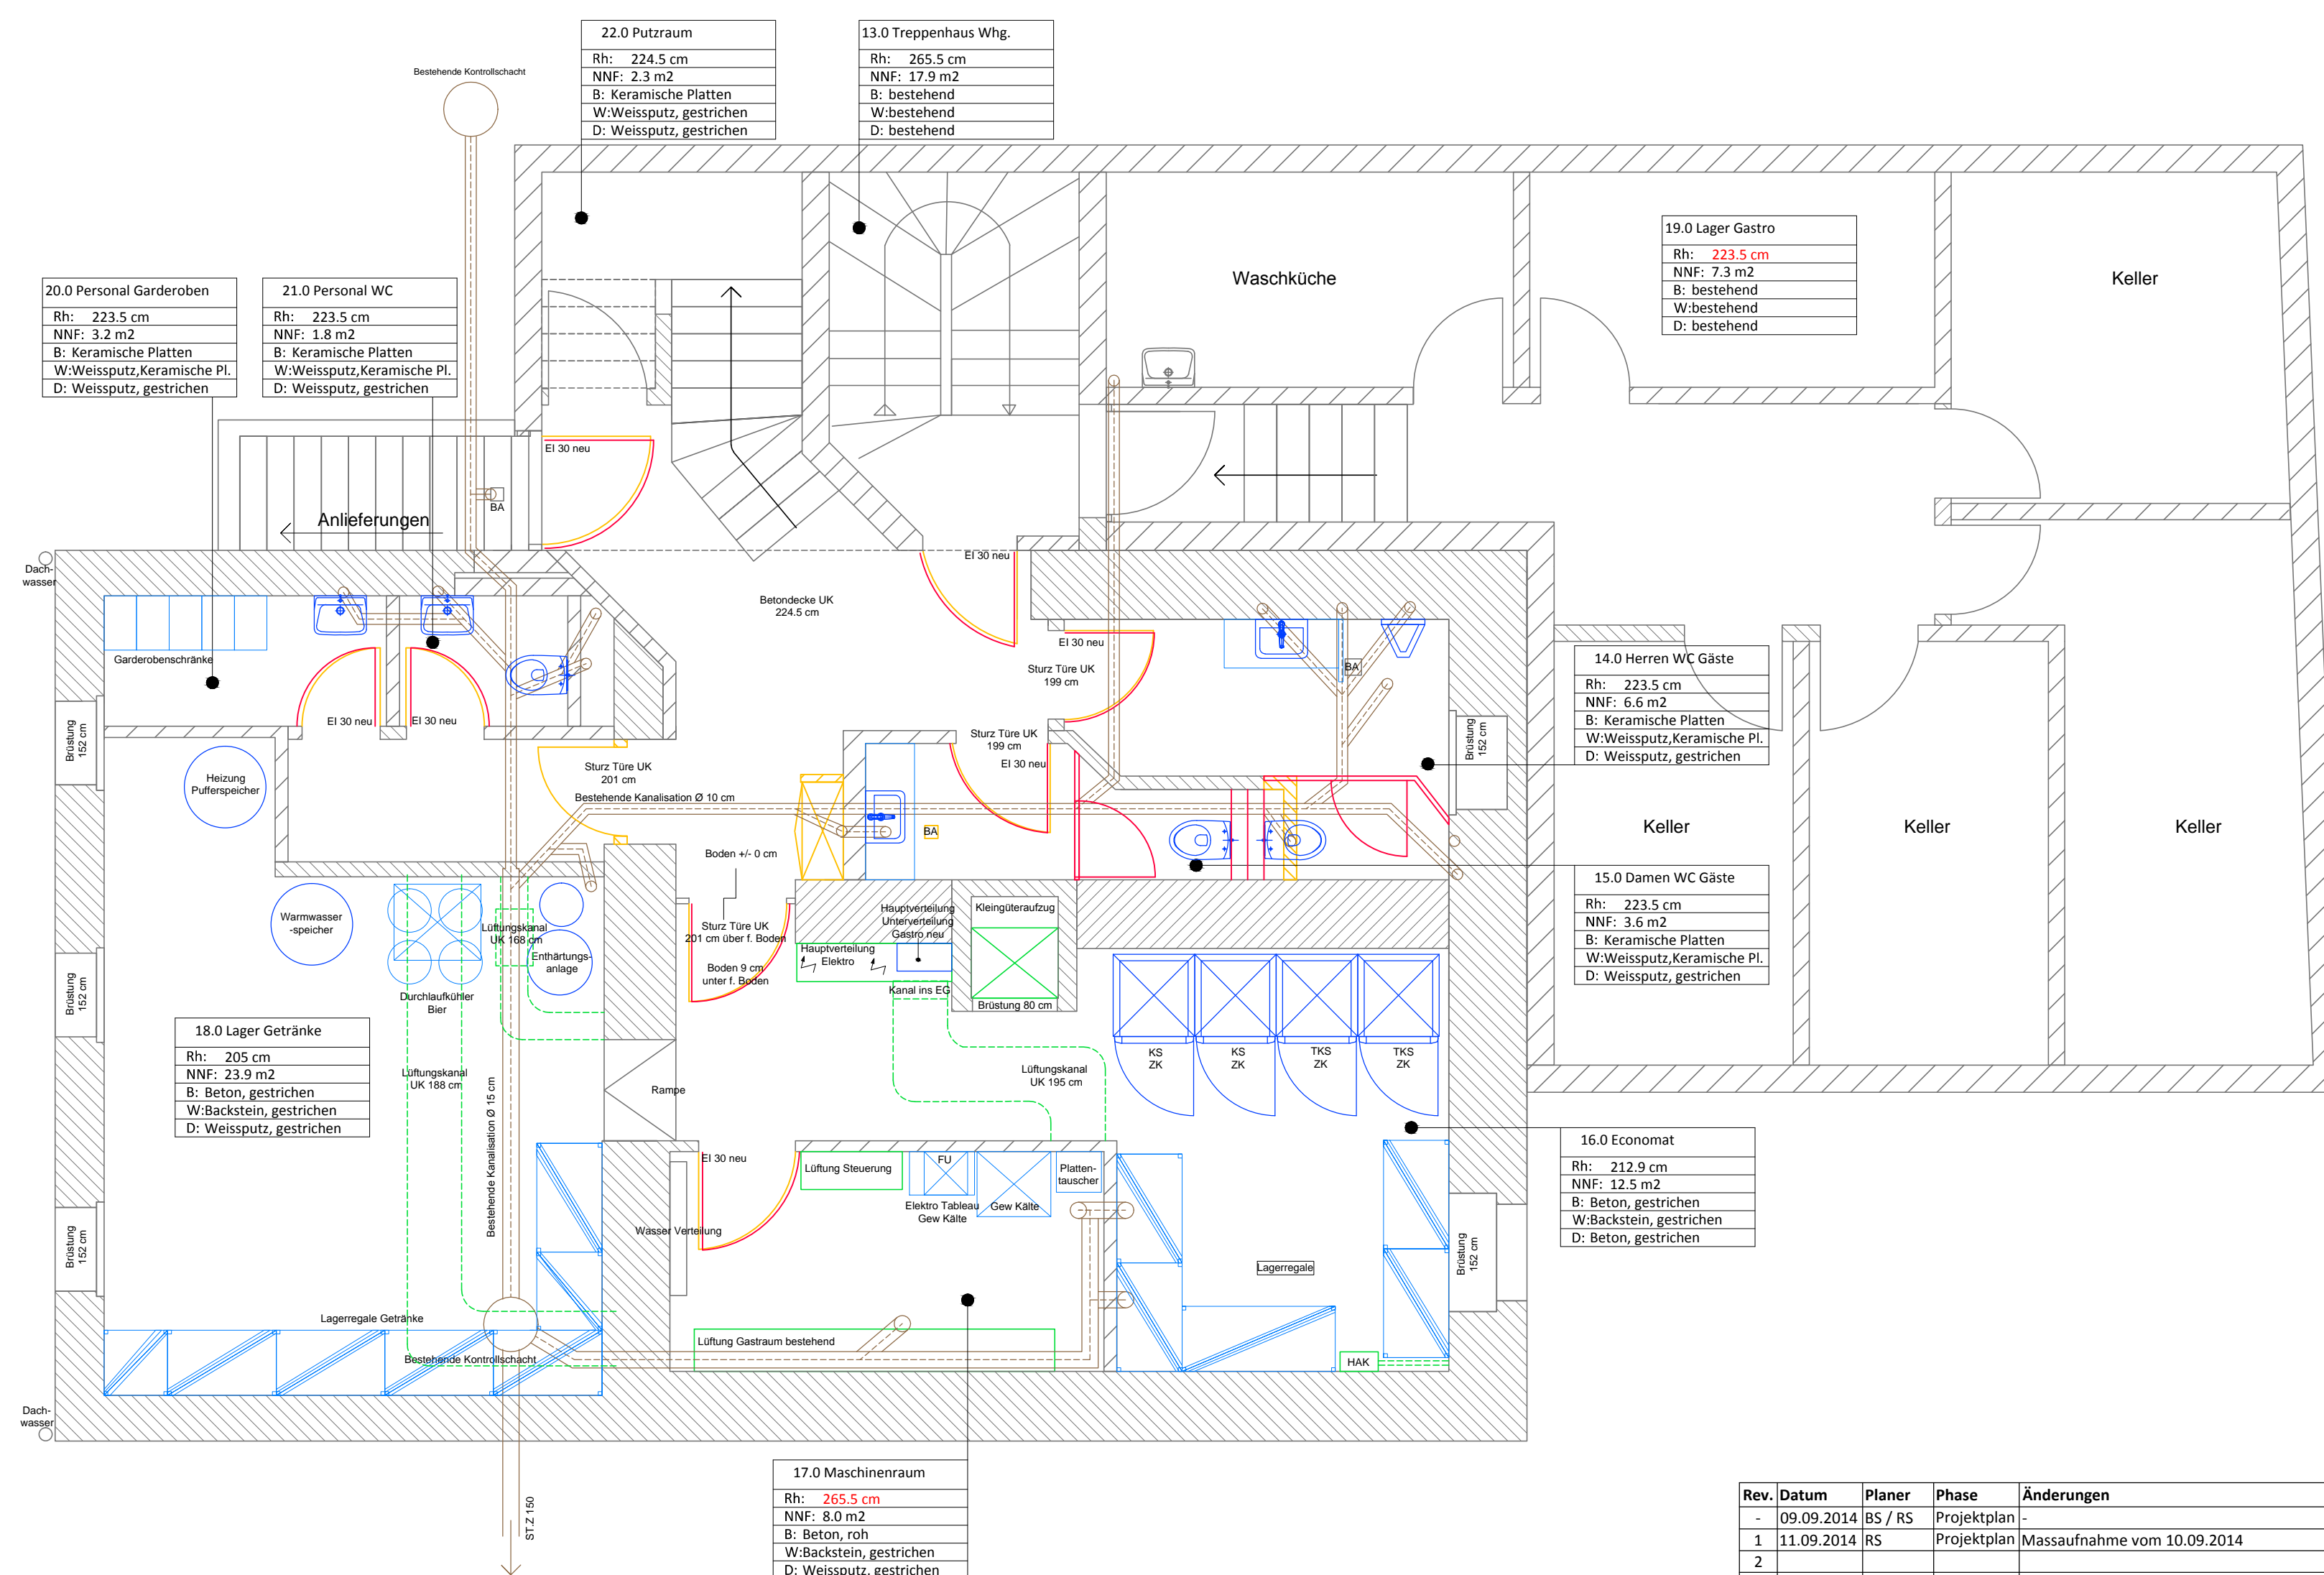 22.0 Putzraum
Rh: 224.5 cm
NNF: 2.3 m2
B: Keramische Platten
W:Weissputz, gestrichen
D: Weissputz, gestrichen
13.0 Treppenhaus Whg.
Rh: 265.5 cm
NNF: 17.9 m2
B: bestehend
W:bestehend
D: bestehend
Bestehende Kontrollschacht
19.0 Lager Gastro
Rh: 223.5 cm
NNF: 7.3 m2
B: bestehend
W:bestehend
D: bestehend
Waschküche
Keller
20.0 Personal Garderoben
Rh: 223.5 cm
NNF: 3.2 m2
B: Keramische Platten
W:Weissputz,Keramische Pl.
D: Weissputz, gestrichen
21.0 Personal WC
Rh: 223.5 cm
NNF: 1.8 m2
B: Keramische Platten
W:Weissputz,Keramische Pl.
D: Weissputz, gestrichen
EI 30 neu
BA
Anlieferungen
Dach-
wasser
EI 30 neu
Betondecke UK
224.5 cm
EI 30 neu
Sturz Türe UK
199 cm
BA
Garderobenschränke
14.0 Herren WC Gäste
Rh: 223.5 cm
NNF: 6.6 m2
B: Keramische Platten
W:Weissputz,Keramische Pl.
D: Weissputz, gestrichen
EI 30 neu
EI 30 neu
Brüstung
152 cm
Sturz Türe UK
199 cm
EI 30 neu
Brüstung
152 cm
Heizung
Pufferspeicher
Sturz Türe UK
201 cm
Bestehende Kanalisation Ø 10 cm
BA
Keller
Keller
Keller
Boden +/- 0 cm
15.0 Damen WC Gäste
Rh: 223.5 cm
NNF: 3.6 m2
B: Keramische Platten
W:Weissputz,Keramische Pl.
D: Weissputz, gestrichen
Warmwasser
-speicher
Lüftungskanal
UK 168 cm
Enthärtungs-
anlage
Sturz Türe UK
201 cm über f. Boden
Hauptverteilung
Unterverteilung
Gastro neu
Kleingüteraufzug
Hauptverteilung
Elektro
Boden 9 cm
unter f. Boden
Kanal ins EG
Brüstung 80 cm
Brüstung
152 cm
Durchlaufkühler
Bier
18.0 Lager Getränke
Rh: 205 cm
NNF: 23.9 m2
B: Beton, gestrichen
W:Backstein, gestrichen
D: Weissputz, gestrichen
Lüftungskanal
UK 188 cm
Bestehende Kanalisation Ø 15 cm
Rampe
Lüftungskanal
UK 195 cm
KS
ZK
KS
ZK
TKS
ZK
TKS
ZK
16.0 Economat
Rh: 212.9 cm
NNF: 12.5 m2
B: Beton, gestrichen
W:Backstein, gestrichen
D: Beton, gestrichen
EI 30 neu
Lüftung Steuerung
FU
Platten-
tauscher
Elektro Tableau
Gew Kälte
Gew Kälte
Wasser Verteilung
Brüstung
152 cm
Brüstung
152 cm
Lagerregale
Lagerregale Getränke
Bestehende Kontrollschacht
Lüftung Gastraum bestehend
HAK
Dach-
wasser
ST.Z 150
17.0 Maschinenraum
Rh: 265.5 cm
NNF: 8.0 m2
B: Beton, roh
W:Backstein, gestrichen
D: Weissputz, gestrichen
Rev. Datum Planer Phase Änderungen
- 09.09.2014 BS / RS Projektplan -
1 11.09.2014 RS Projektplan Massaufnahme vom 10.09.2014
2